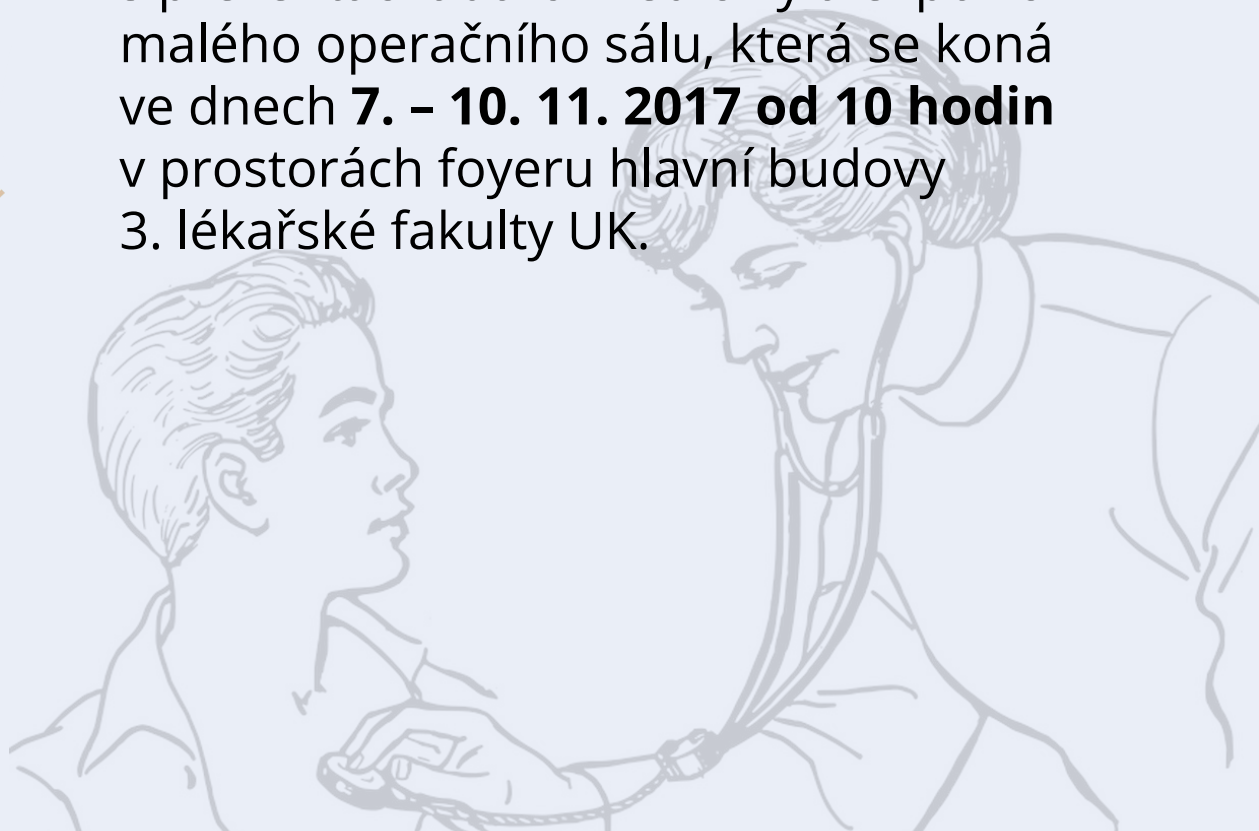 malého operačního sálu, která se koná
ve dnech 7. – 10. 11. 2017 od 10 hodin
v prostorách foyeru hlavní budovy
3. lékařské fakulty UK.